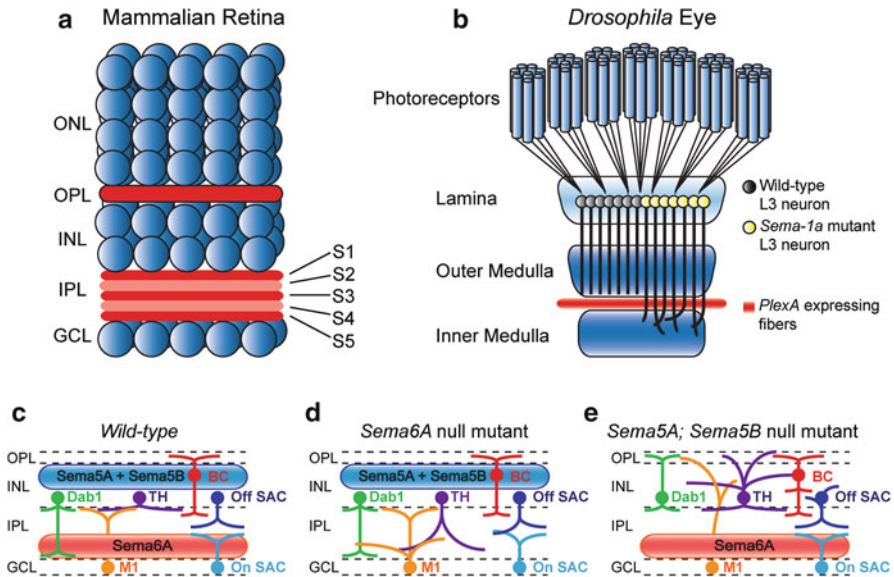 a Mammalian Retina
ONL
OPL
INL
IPL
GCL
S1
S2
S3
S4
S5
b Drosophila Eye
Photoreceptors
Lamina
Outer Medulla
Inner Medulla
Wild-type
L3 neuron
Sema-1a mutant
L3 neuron
PlexA expressing
fibers
c Wild-type
OPL
INL
IPL
GCL
Sema5A + Sema5B
BC
Dab1
TH
Off SAC
Sema6A
M1
On SAC
d Sema6A null mutant
Sema5A + Sema5B
BC
Dab1
TH
Off SAC
M1
On SAC
OPL
INL
IPL
GCL
e Sema5A; Sema5B null mutant
OPL
INL
IPL
GCL
BC
Dab1
TH
Off SAC
Sema6A
M1
On SAC